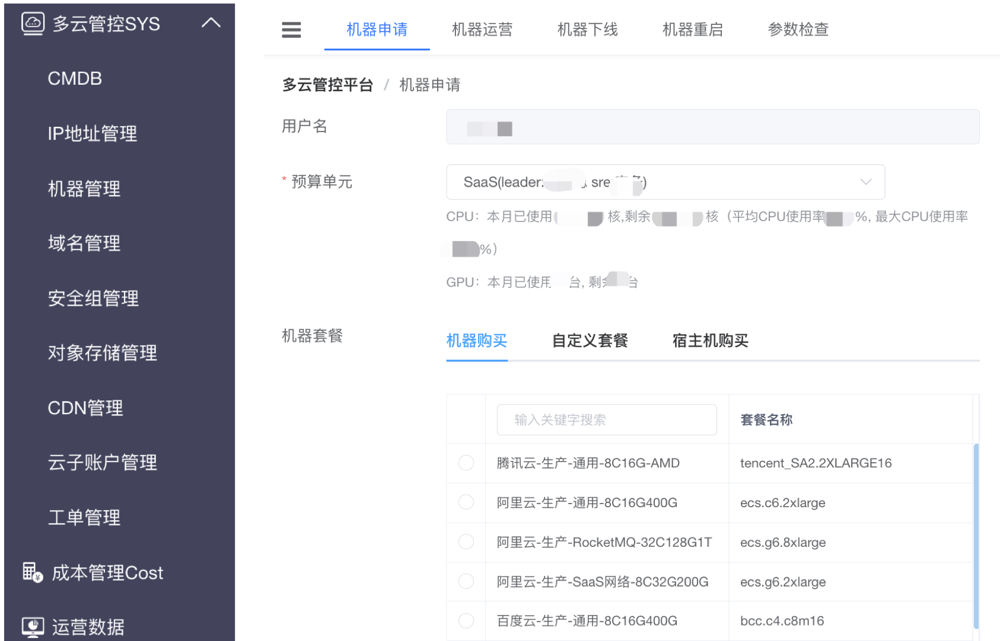 多云管控SYS
CMDB
IP地址管理
机器管理
域名管理
安全组管理
对象存储管理
CDN管理
云子账户管理
工单管理
成本管理Cost
运营数据
机器申请 机器运营 机器下线 机器重启 参数检查
多云管控平台 / 机器申请
用户名
* 预算单元 SaaS(leader: sre )
CPU：本月已使用 核,剩余 核（平均CPU使用率 %, 最大CPU使用率
%）
GPU：本月已使用 台, 剩余 台
机器套餐 机器购买 自定义套餐 宿主机购买
输入关键字搜索 套餐名称
腾讯云-生产-通用-8C16G-AMD tencent_SA2.2XLARGE16
阿里云-生产-通用-8C16G400G ecs.c6.2xlarge
阿里云-生产-RocketMQ-32C128G1T ecs.g6.8xlarge
阿里云-生产-SaaS网络-8C32G200G ecs.g6.2xlarge
百度云-生产-通用-8C16G400G bcc.c4.c8m16